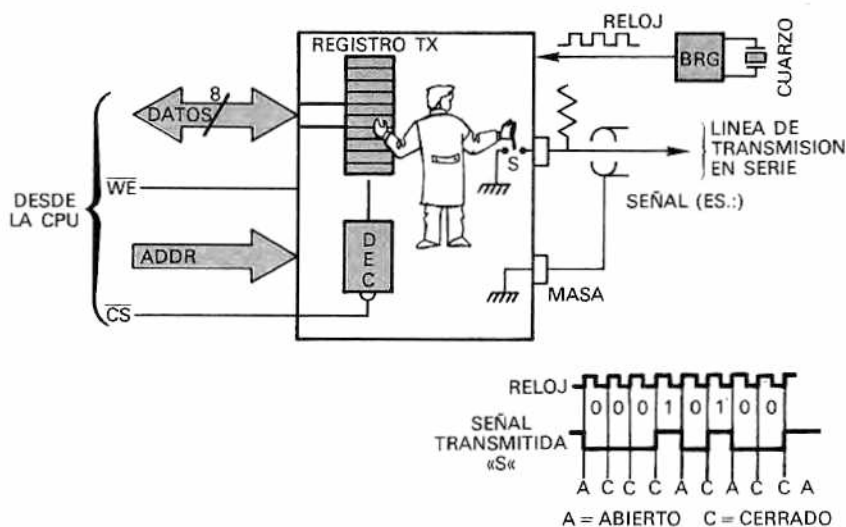 REGISTRO TX
RELOJ
BRG
CUARZO
8
DATOS
S
LINEA DE
TRANSMISION
EN SERIE
SEÑAL (ES.:)
DESDE
LA CPU
WE
ADDR
DEC
MASA
CS
RELOJ
0 0 0 1 0 1 0 0
SEÑAL
TRANSMITIDA
«S«
A C C C A C A C C A
A = ABIERTO C = CERRADO